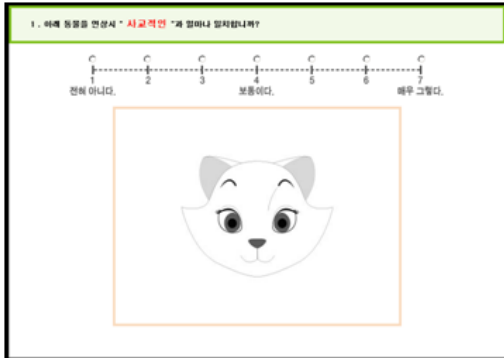 1 . 아래 동물을 연상시 " 사교적인 "과 얼마나 일치합니까?
1 2 3 4 5 6 7
전혀 아니다. 보통이다. 매우 그렇다.